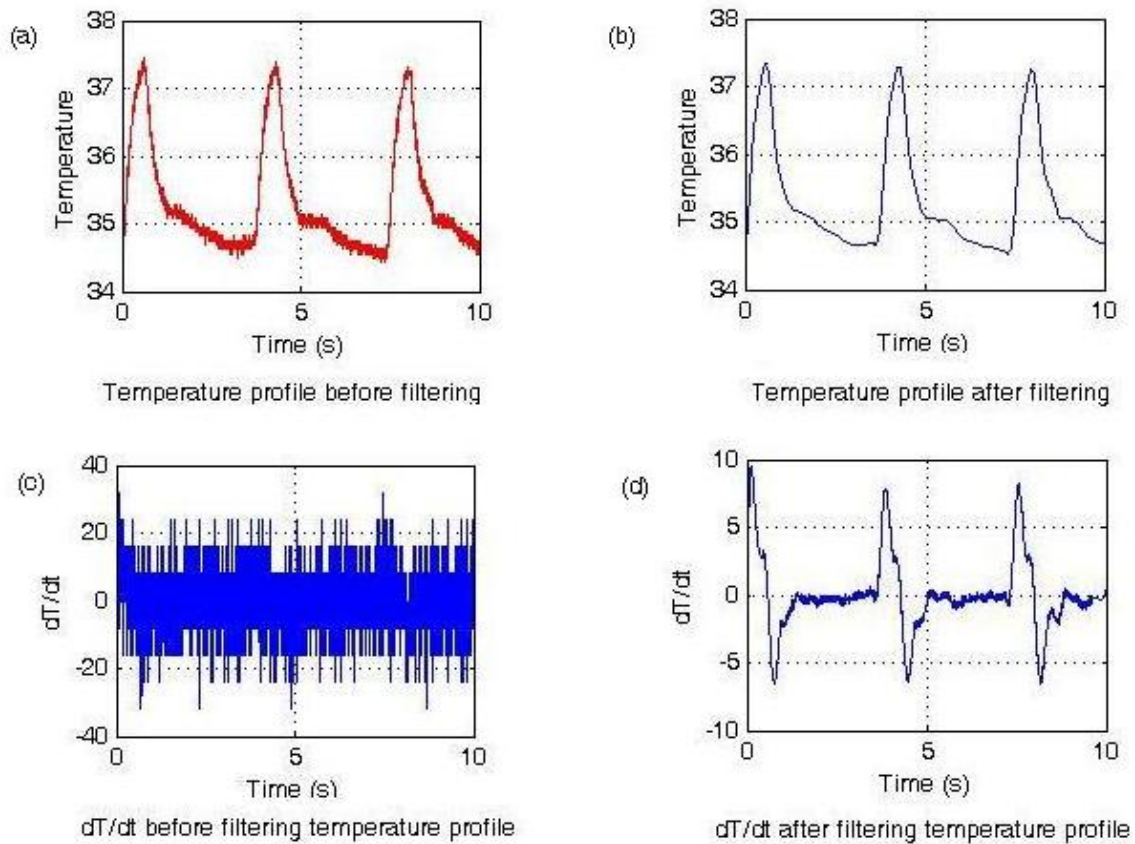 (a)
38
37
36
35
34
Temperature
0 5 10
Time (s)
Temperature profile before filtering
(b)
38
37
36
35
34
Temperature
0 5 10
Time (s)
Temperature profile after filtering
(c)
40
20
0
-20
-40
dT/dt
0 5 10
Time (s)
dT/dt before filtering temperature profile
(d)
10
5
0
-5
-10
dT/dt
0 5 10
Time (s)
dT/dt after filtering temperature profile